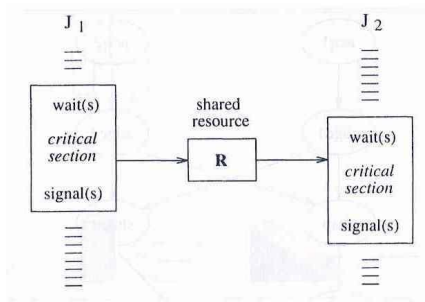 J 1
J 2
wait(s)
critical
section
signal(s)
shared
resource
R
wait(s)
critical
section
signal(s)